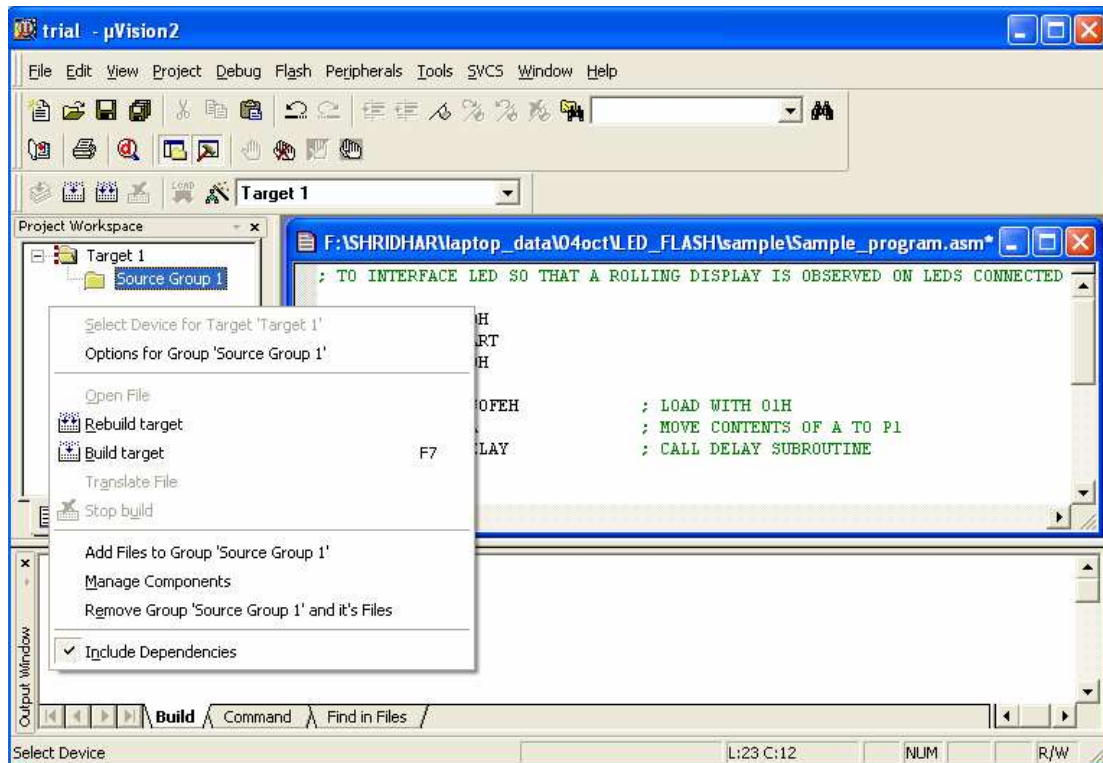 trial - µVision2
File Edit View Project Debug Flash Peripherals Tools SVCS Window Help
LOAD Target 1
Project Workspace
F:\SHRIDHAR\laptop_data\04oct\LED_FLASH\sample\Sample_program.asm*
Target 1
Source Group 1
; TO INTERFACE LED SO THAT A ROLLING DISPLAY IS OBSERVED ON LEDS CONNECTED
Select Device for Target 'Target 1'
Options for Group 'Source Group 1'
Open File
Rebuild target
Build target F7
Translate File
Stop build
Add Files to Group 'Source Group 1'
Manage Components
Remove Group 'Source Group 1' and it's Files
Include Dependencies
; LOAD WITH 01H
; MOVE CONTENTS OF A TO P1
LAY ; CALL DELAY SUBROUTINE
Output Window
Build Command Find in Files
Select Device L:23 C:12 NUM R/W